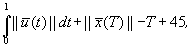 ∫₀¹ || u̅(t) || dt + || x̅(T) || −T + 45,